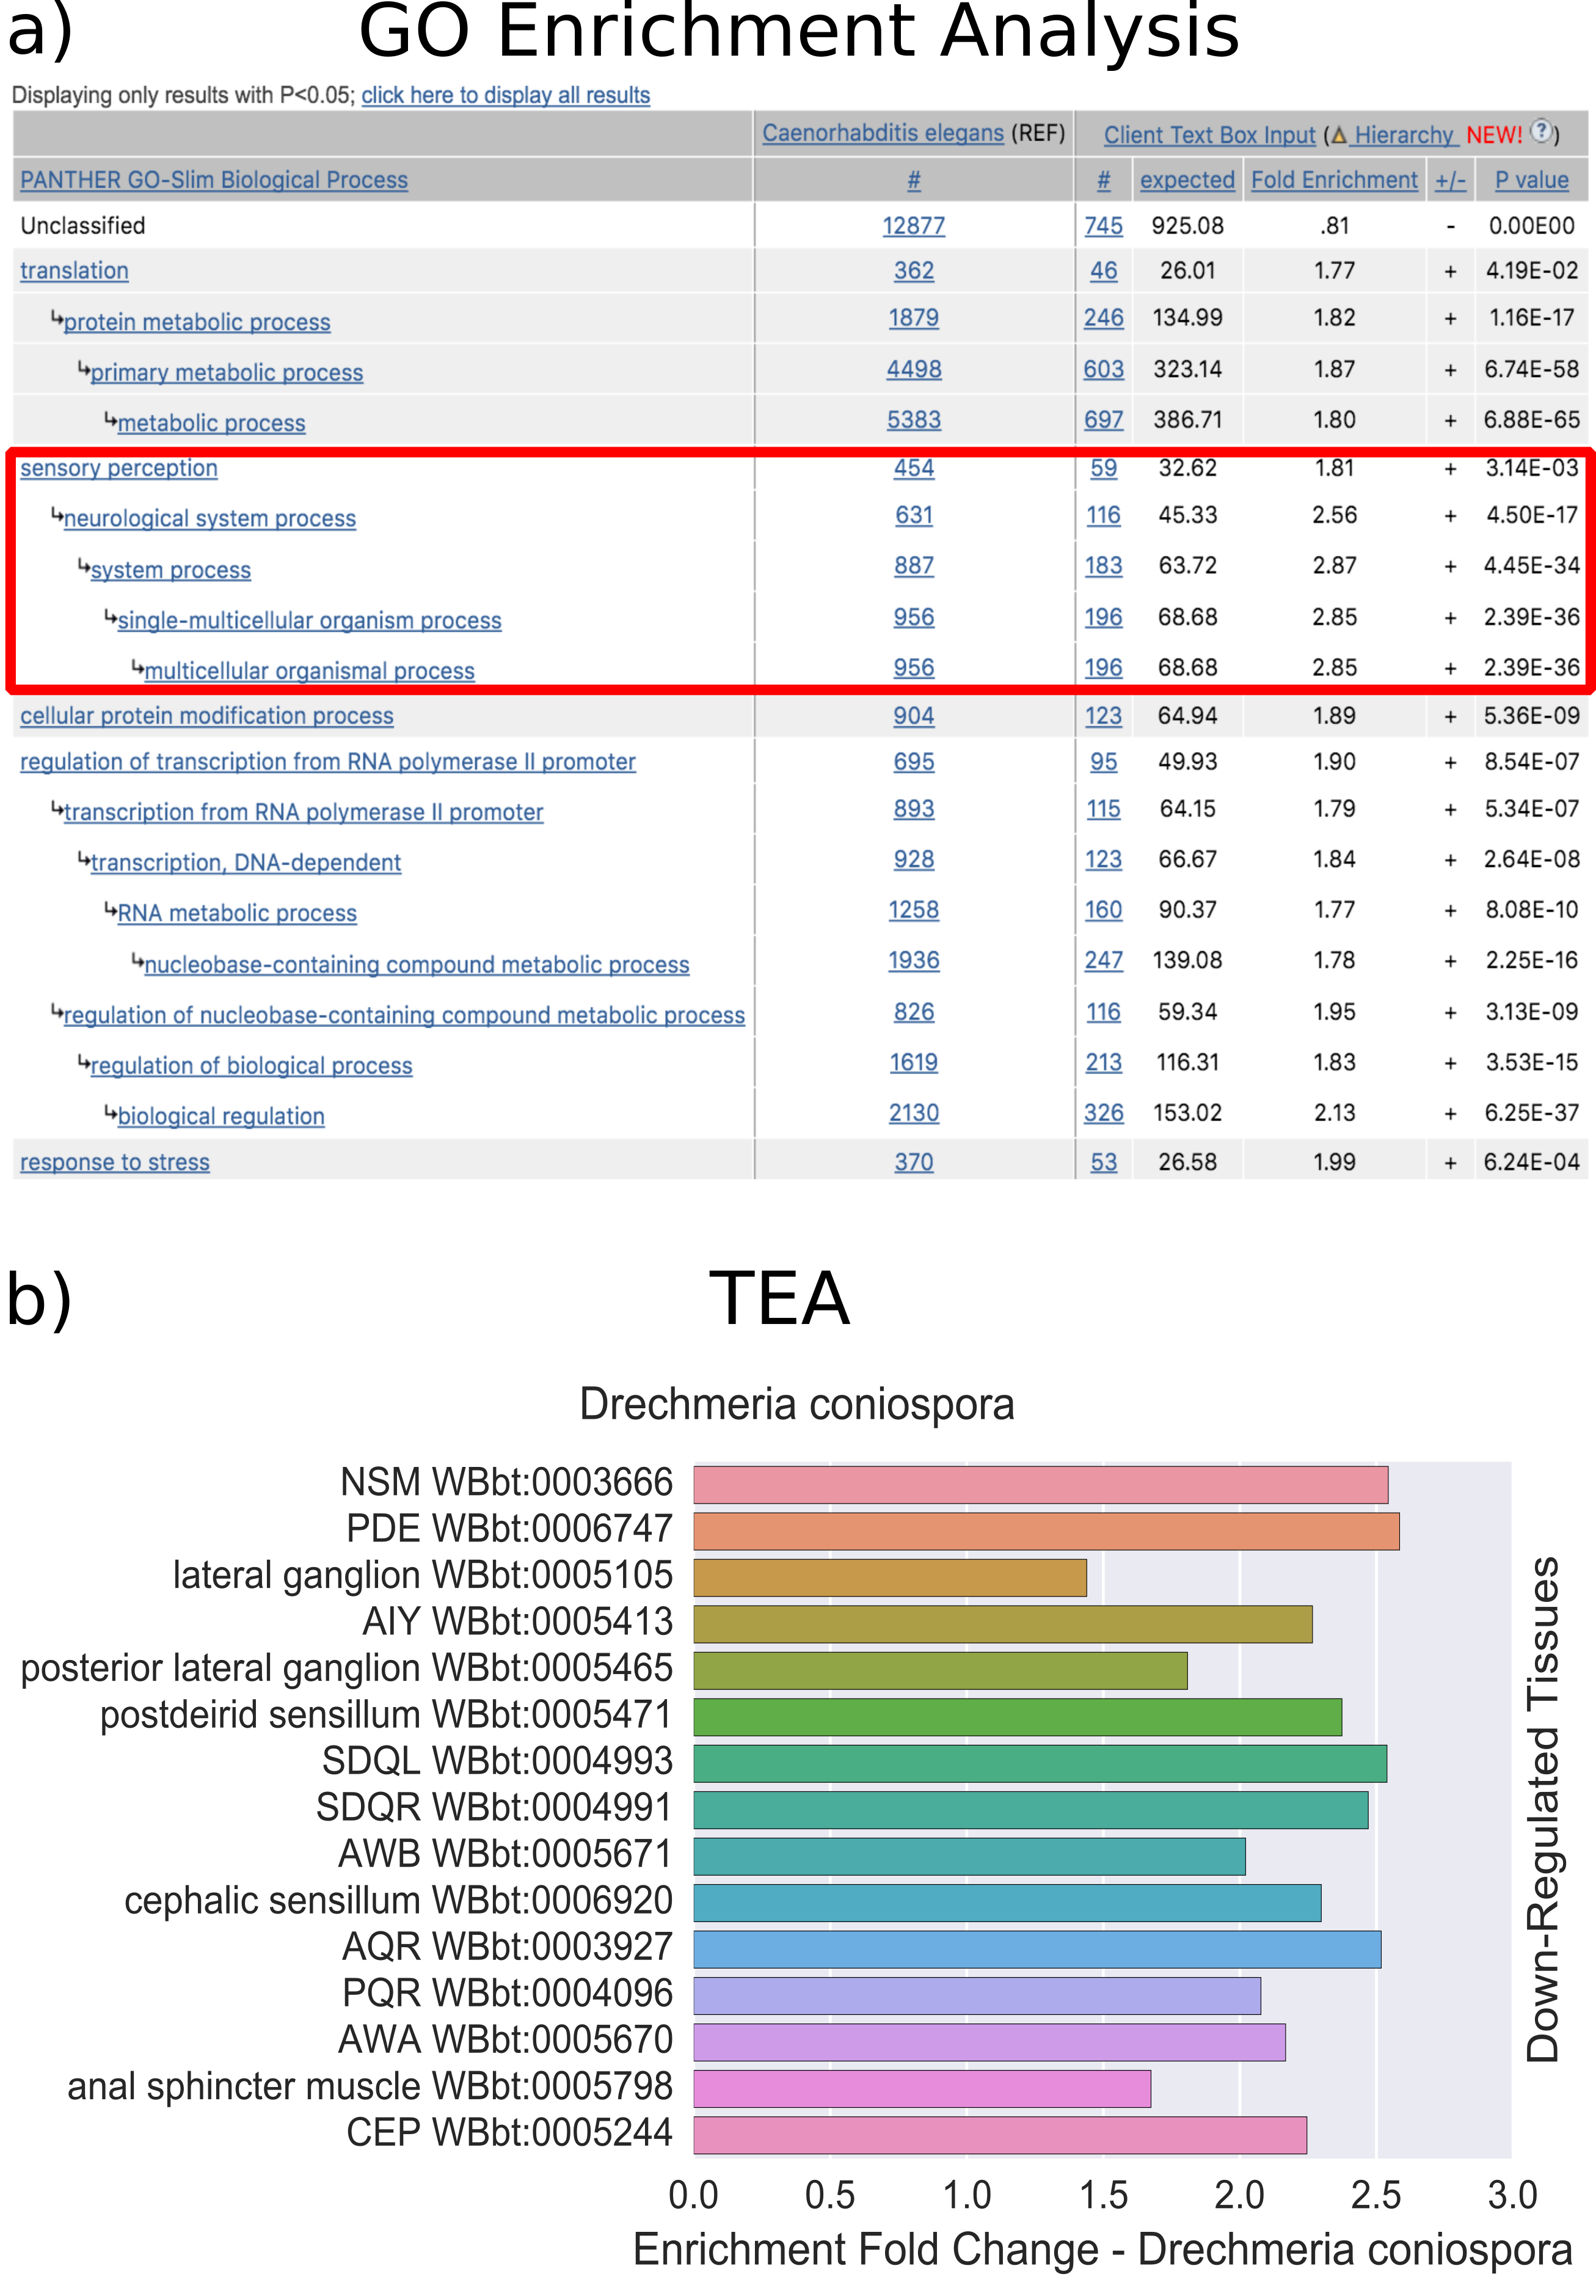 a) GO Enrichment Analysis
Displaying only results with P<0.05; click here to display all results
Caenorhabditis elegans (REF) Client Text Box Input (▲ Hierarchy NEW! ?)
PANTHER GO-Slim Biological Process # # expected Fold Enrichment +/- P value
Unclassified 12877 745 925.08 .81 - 0.00E00
translation 362 46 26.01 1.77 + 4.19E-02
↳protein metabolic process 1879 246 134.99 1.82 + 1.16E-17
↳primary metabolic process 4498 603 323.14 1.87 + 6.74E-58
↳metabolic process 5383 697 386.71 1.80 + 6.88E-65
sensory perception 454 59 32.62 1.81 + 3.14E-03
↳neurological system process 631 116 45.33 2.56 + 4.50E-17
↳system process 887 183 63.72 2.87 + 4.45E-34
↳single-multicellular organism process 956 196 68.68 2.85 + 2.39E-36
↳multicellular organismal process 956 196 68.68 2.85 + 2.39E-36
cellular protein modification process 904 123 64.94 1.89 + 5.36E-09
regulation of transcription from RNA polymerase II promoter 695 95 49.93 1.90 + 8.54E-07
↳transcription from RNA polymerase II promoter 893 115 64.15 1.79 + 5.34E-07
↳transcription, DNA-dependent 928 123 66.67 1.84 + 2.64E-08
↳RNA metabolic process 1258 160 90.37 1.77 + 8.08E-10
↳nucleobase-containing compound metabolic process 1936 247 139.08 1.78 + 2.25E-16
↳regulation of nucleobase-containing compound metabolic process 826 116 59.34 1.95 + 3.13E-09
↳regulation of biological process 1619 213 116.31 1.83 + 3.53E-15
↳biological regulation 2130 326 153.02 2.13 + 6.25E-37
response to stress 370 53 26.58 1.99 + 6.24E-04
b) TEA
Drechmeria coniospora
NSM WBbt:0003666
PDE WBbt:0006747
lateral ganglion WBbt:0005105
AIY WBbt:0005413
posterior lateral ganglion WBbt:0005465
postdeirid sensillum WBbt:0005471
SDQL WBbt:0004993
SDQR WBbt:0004991
AWB WBbt:0005671
cephalic sensillum WBbt:0006920
AQR WBbt:0003927
PQR WBbt:0004096
AWA WBbt:0005670
anal sphincter muscle WBbt:0005798
CEP WBbt:0005244
Down-Regulated Tissues
0.0 0.5 1.0 1.5 2.0 2.5 3.0
Enrichment Fold Change - Drechmeria coniospora